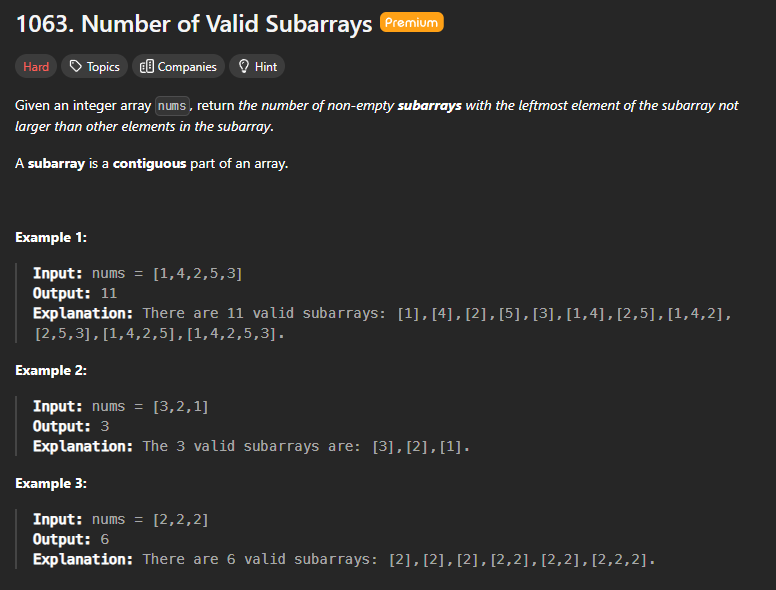 1063. Number of Valid Subarrays Premium
Hard Topics Companies Hint
Given an integer array nums, return the number of non-empty subarrays with the leftmost element of the subarray not
larger than other elements in the subarray.
A subarray is a contiguous part of an array.
Example 1:
Input: nums = [1,4,2,5,3]
Output: 11
Explanation: There are 11 valid subarrays: [1],[4],[2],[5],[3],[1,4],[2,5],[1,4,2],
[2,5,3],[1,4,2,5],[1,4,2,5,3].
Example 2:
Input: nums = [3,2,1]
Output: 3
Explanation: The 3 valid subarrays are: [3],[2],[1].
Example 3:
Input: nums = [2,2,2]
Output: 6
Explanation: There are 6 valid subarrays: [2],[2],[2],[2,2],[2,2],[2,2,2].